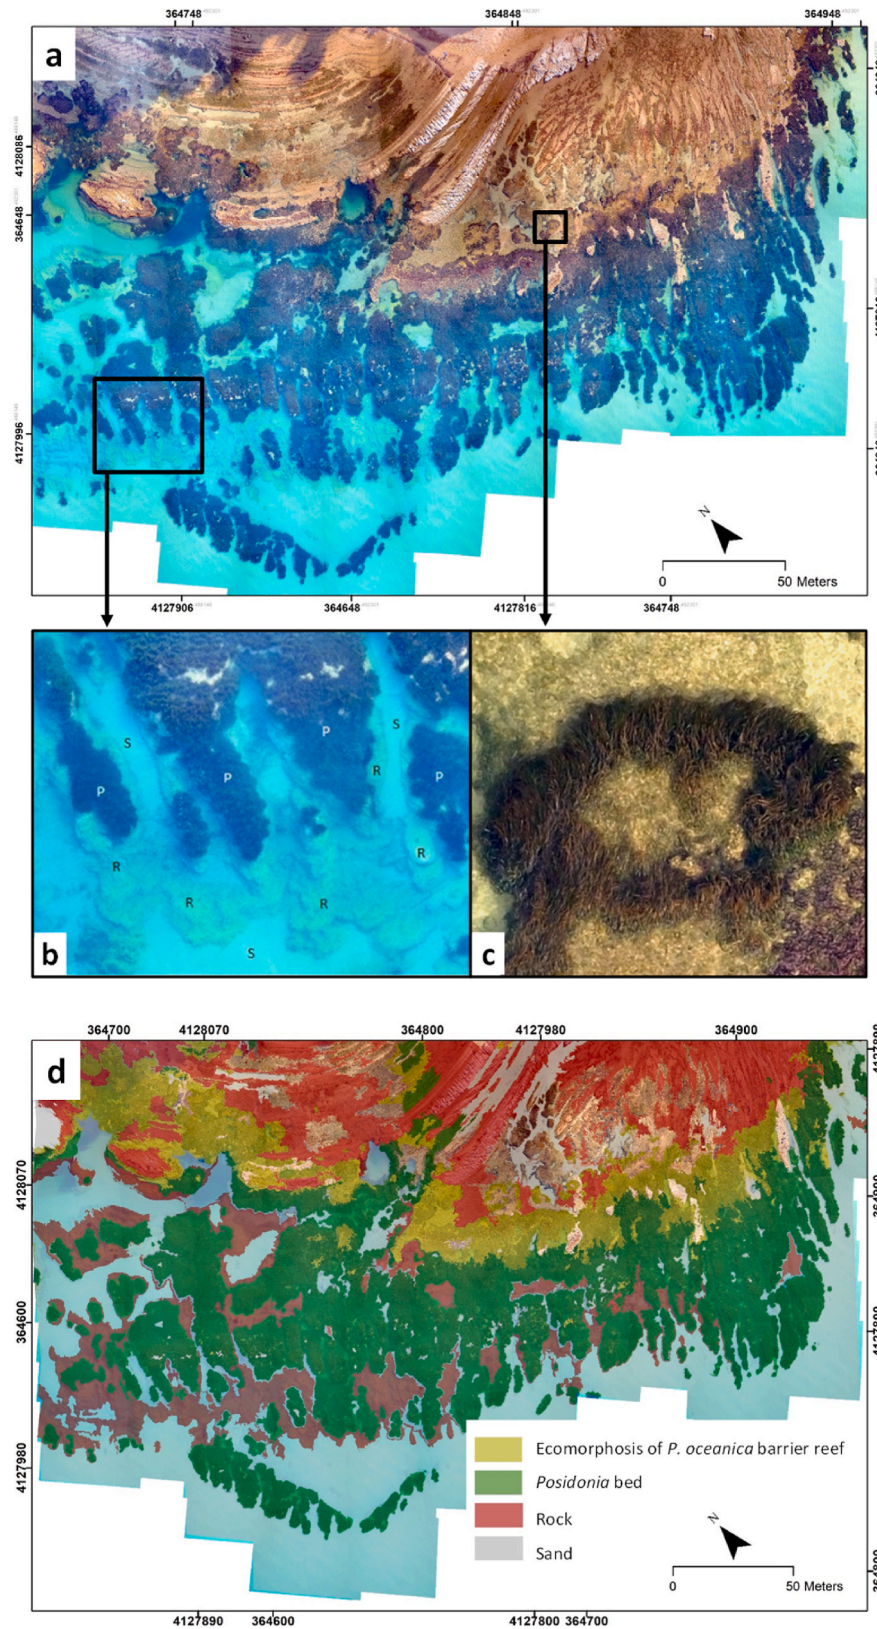 364748
364848
364948
a
4128086
364648
4127996
N
0
50 Meters
4127906
364648
4127816
364748
S
P
R
P
P
S
R
P
R
R
R
R
S
b
c
364700
4128070
364800
4127980
364900
d
4128070
364600
4127980
Ecomorphosis of P. oceanica barrier reef
Posidonia bed
Rock
Sand
N
0
50 Meters
4127890
364600
4127800
364700